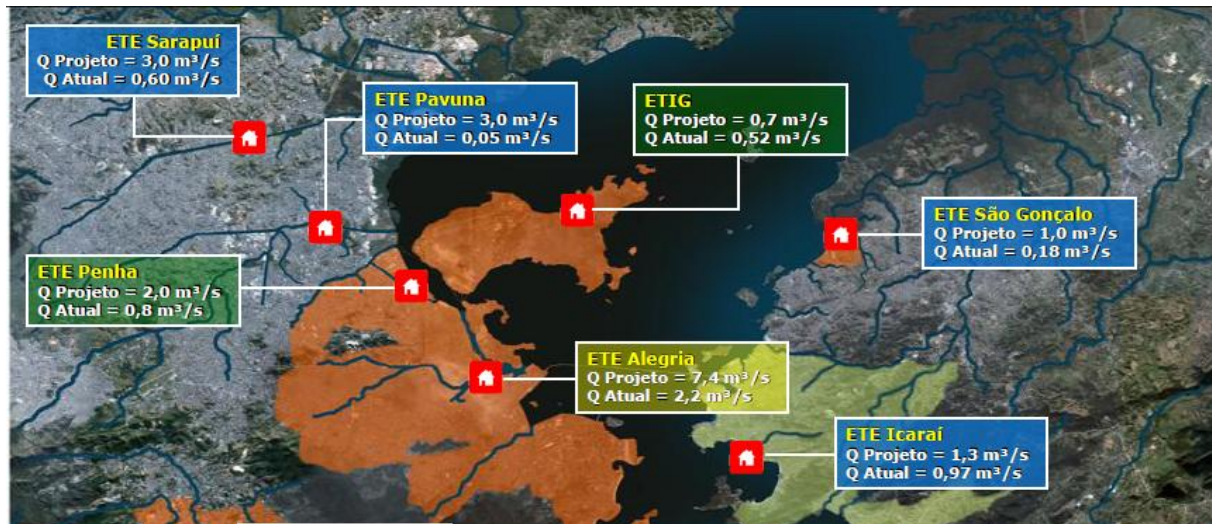 ETE Sarapuí
Q Projeto = 3,0 m³/s
Q Atual = 0,60 m³/s
ETE Pavuna
Q Projeto = 3,0 m³/s
Q Atual = 0,05 m³/s
ETIG
Q Projeto = 0,7 m³/s
Q Atual = 0,52 m³/s
ETE São Gonçalo
Q Projeto = 1,0 m³/s
Q Atual = 0,18 m³/s
ETE Penha
Q Projeto = 2,0 m³/s
Q Atual = 0,8 m³/s
ETE Alegria
Q Projeto = 7,4 m³/s
Q Atual = 2,2 m³/s
ETE Icaraí
Q Projeto = 1,3 m³/s
Q Atual = 0,97 m³/s